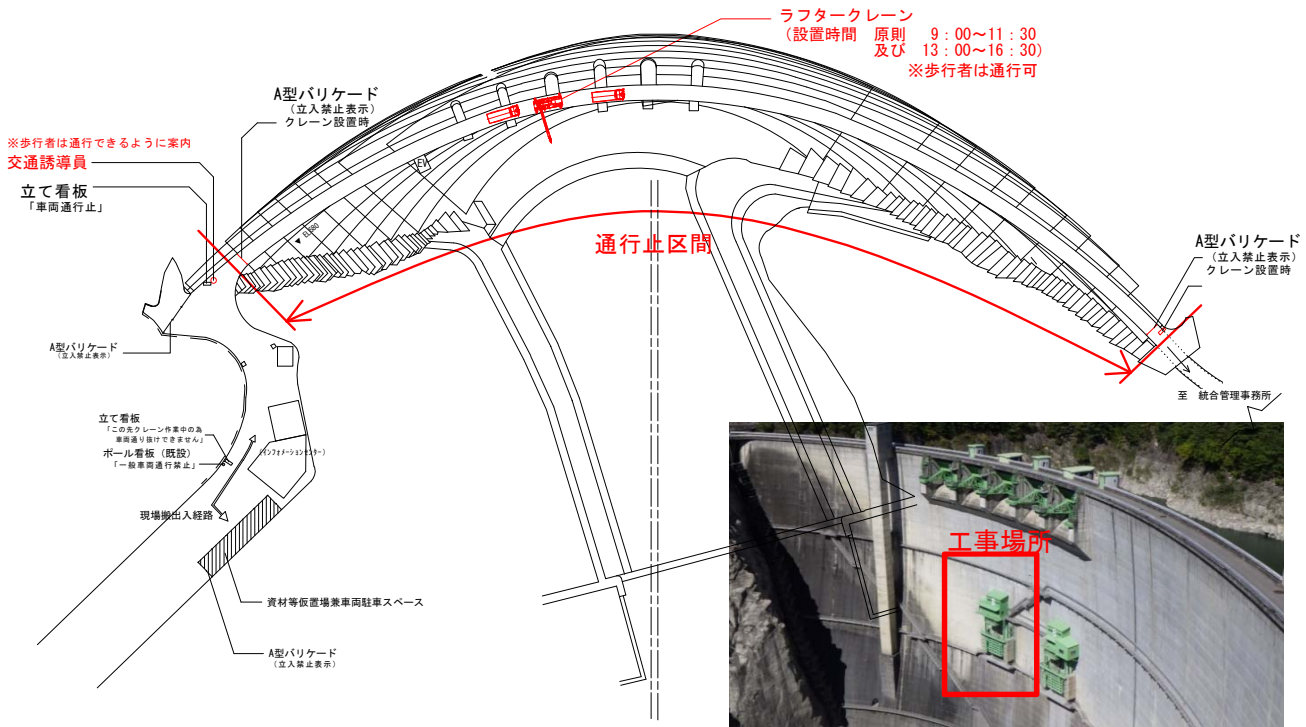 ラフタークレーン
(設置時間 原則 9：00～11：30
及び 13：00～16：30)
※歩行者は通行可
A型バリケード
(立入禁止表示)
クレーン設置時
※歩行者は通行できるように案内
交通誘導員
立て看板
「車両通行止」
EV
▼ EL680
通行止区間
A型バリケード
(立入禁止表示)
クレーン設置時
A型バリケード
(立入禁止表示)
至 統合管理事務所
立て看板
「この先クレーン作業中の為
車両通り抜けできません」
ポール看板（既設）
「一般車両通行禁止」
(インフォメーションセンター)
現場搬出入経路
工事場所
資材等仮置場兼車両駐車スペース
A型バリケード
(立入禁止表示)